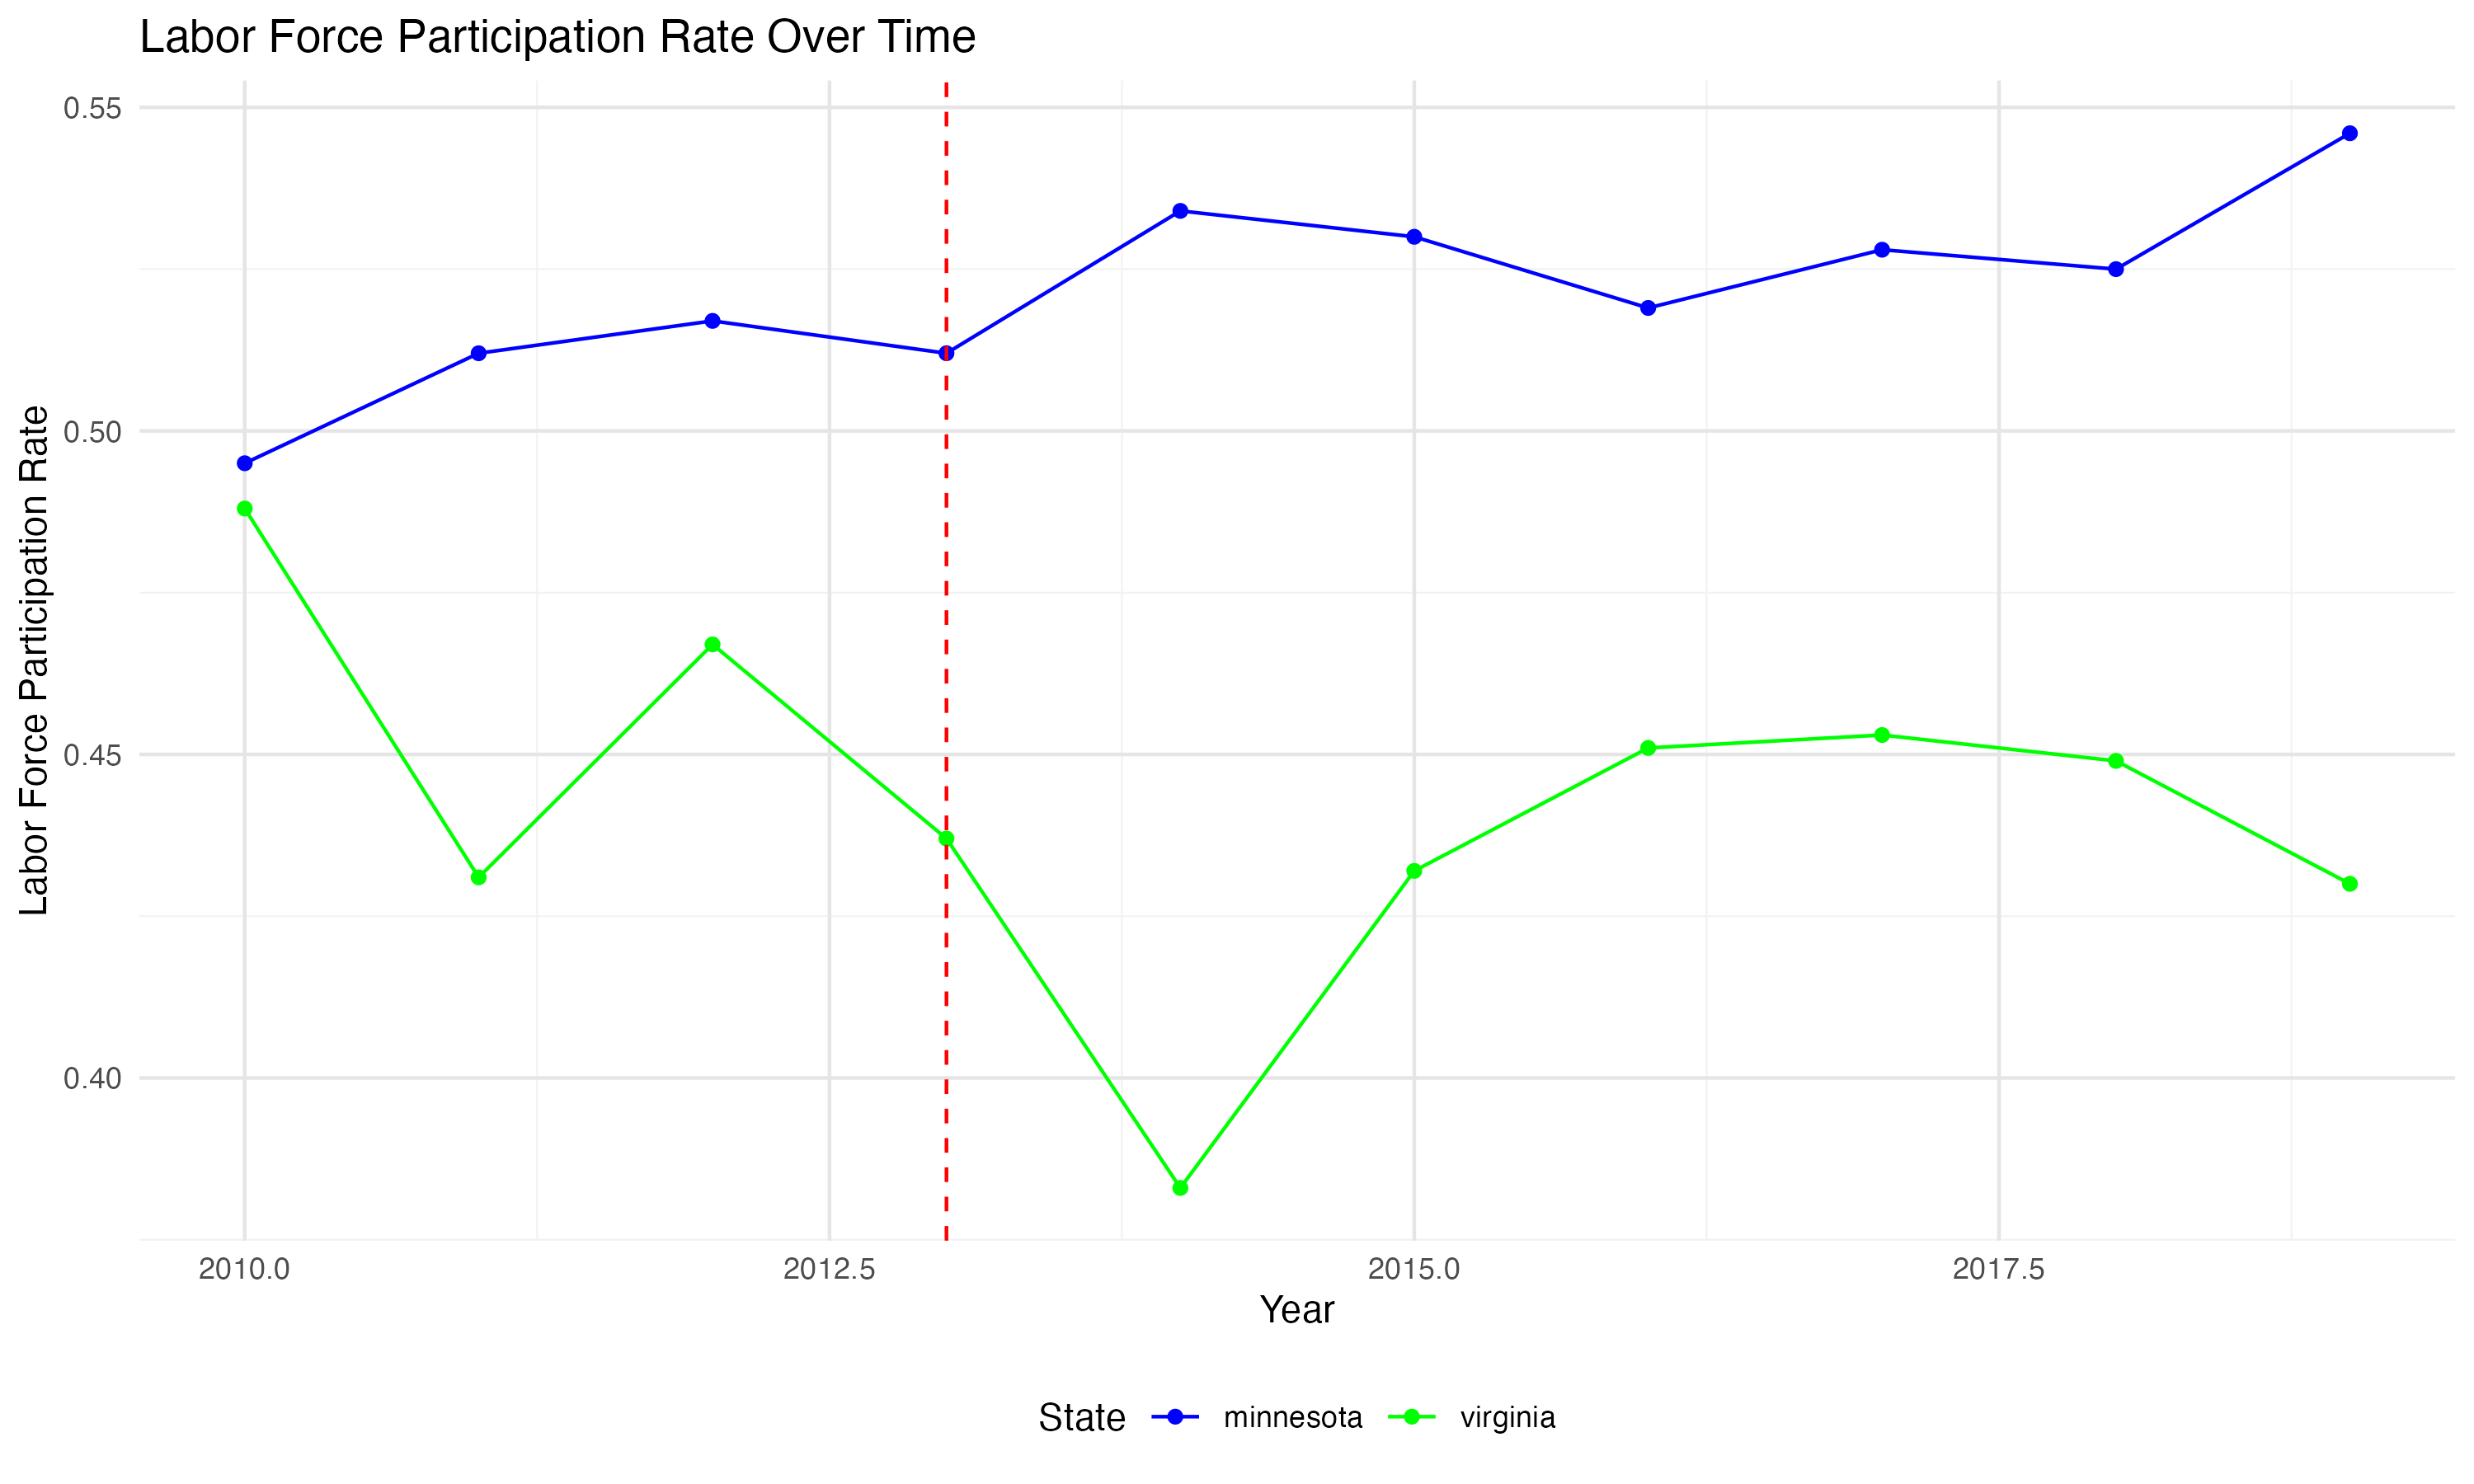 Labor Force Participation Rate Over Time
Labor Force Participation Rate
0.55
0.50
0.45
0.40
2010.0 2012.5 2015.0 2017.5
Year
State minnesota virginia